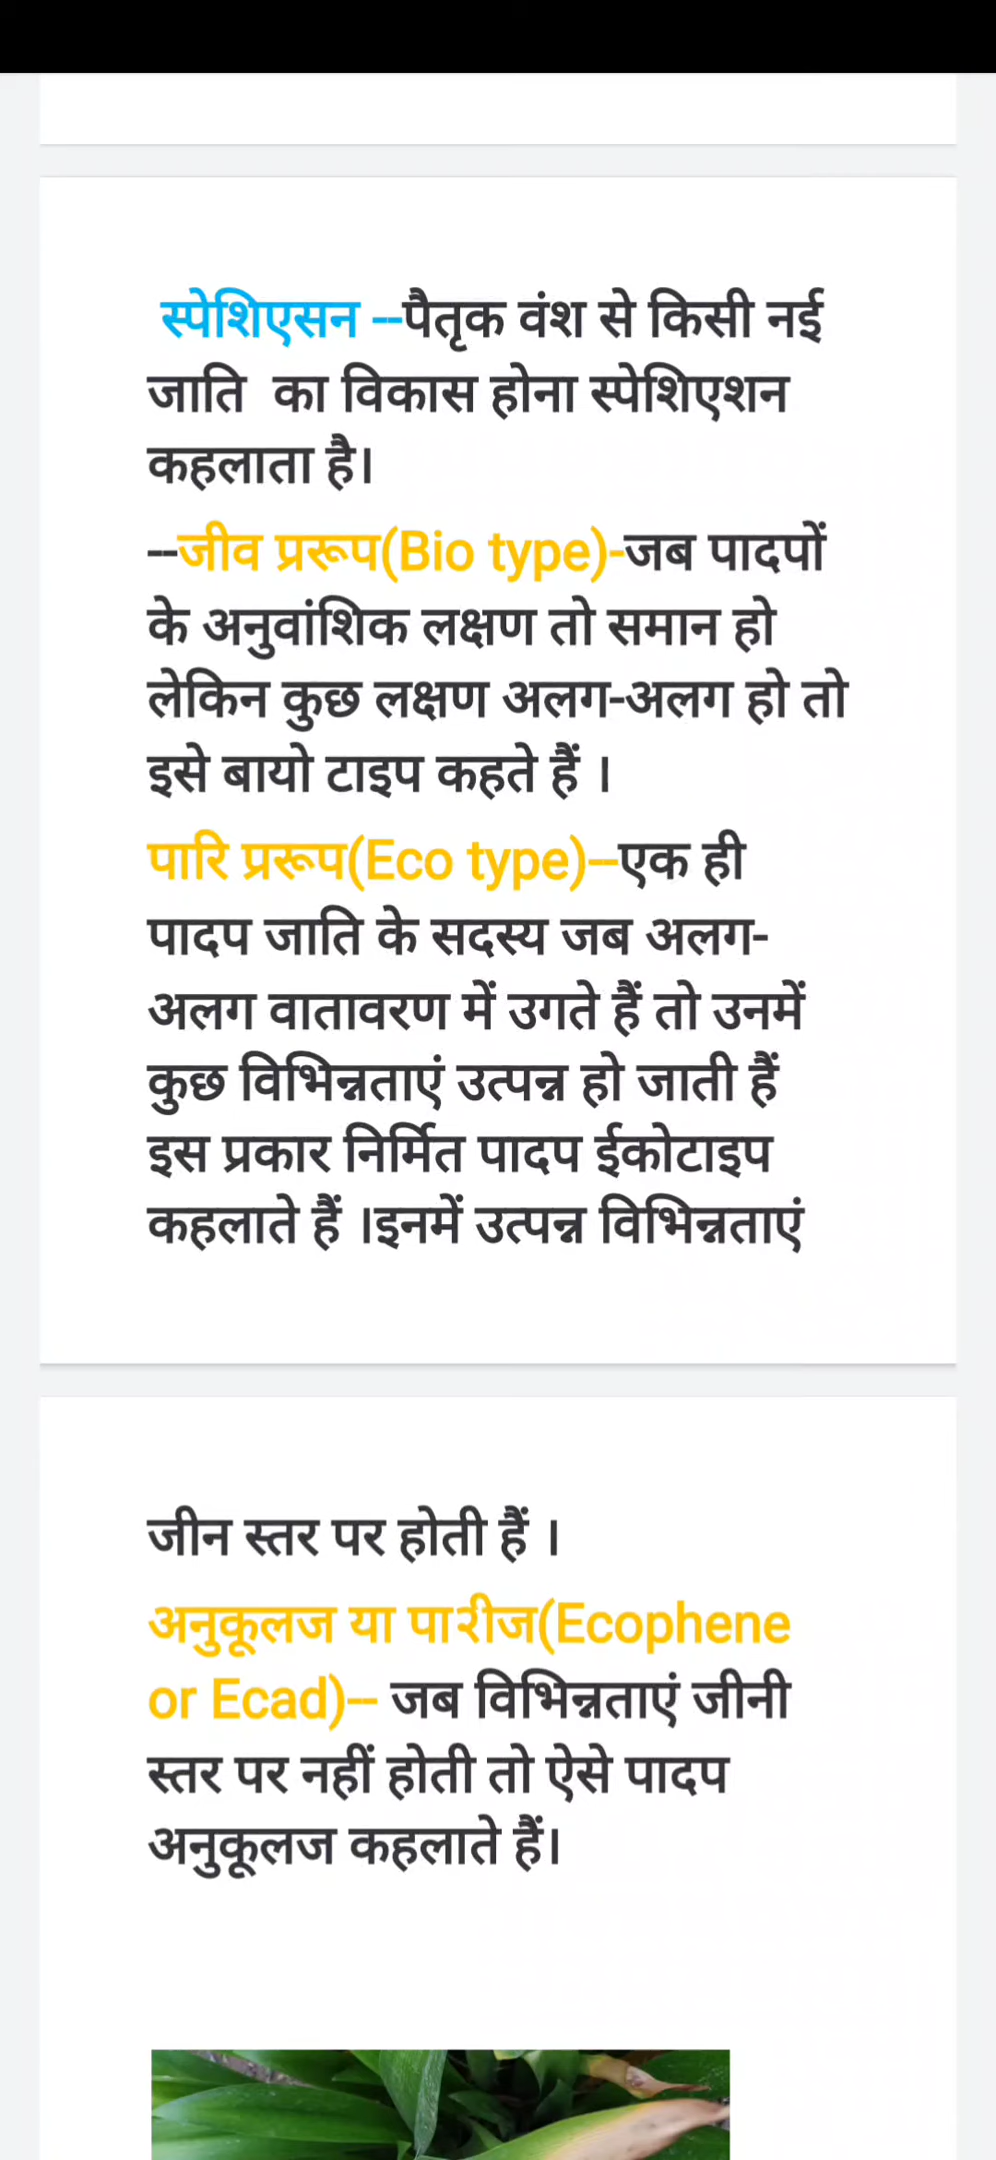 स्पेशिएसन --पैतृक वंश से किसी नई
जाति का विकास होना स्पेशिएशन
कहलाता है।
--जीव प्ररूप(Bio type)-जब पादपों
के अनुवांशिक लक्षण तो समान हो
लेकिन कुछ लक्षण अलग-अलग हो तो
इसे बायो टाइप कहते हैं ।
पारि प्ररूप(Eco type)--एक ही
पादप जाति के सदस्य जब अलग-
अलग वातावरण में उगते हैं तो उनमें
कुछ विभिन्नताएं उत्पन्न हो जाती हैं
इस प्रकार निर्मित पादप ईकोटाइप
कहलाते हैं ।इनमें उत्पन्न विभिन्नताएं
जीन स्तर पर होती हैं ।
अनुकूलज या पारीज(Ecophene
or Ecad)-- जब विभिन्नताएं जीनी
स्तर पर नहीं होती तो ऐसे पादप
अनुकूलज कहलाते हैं।